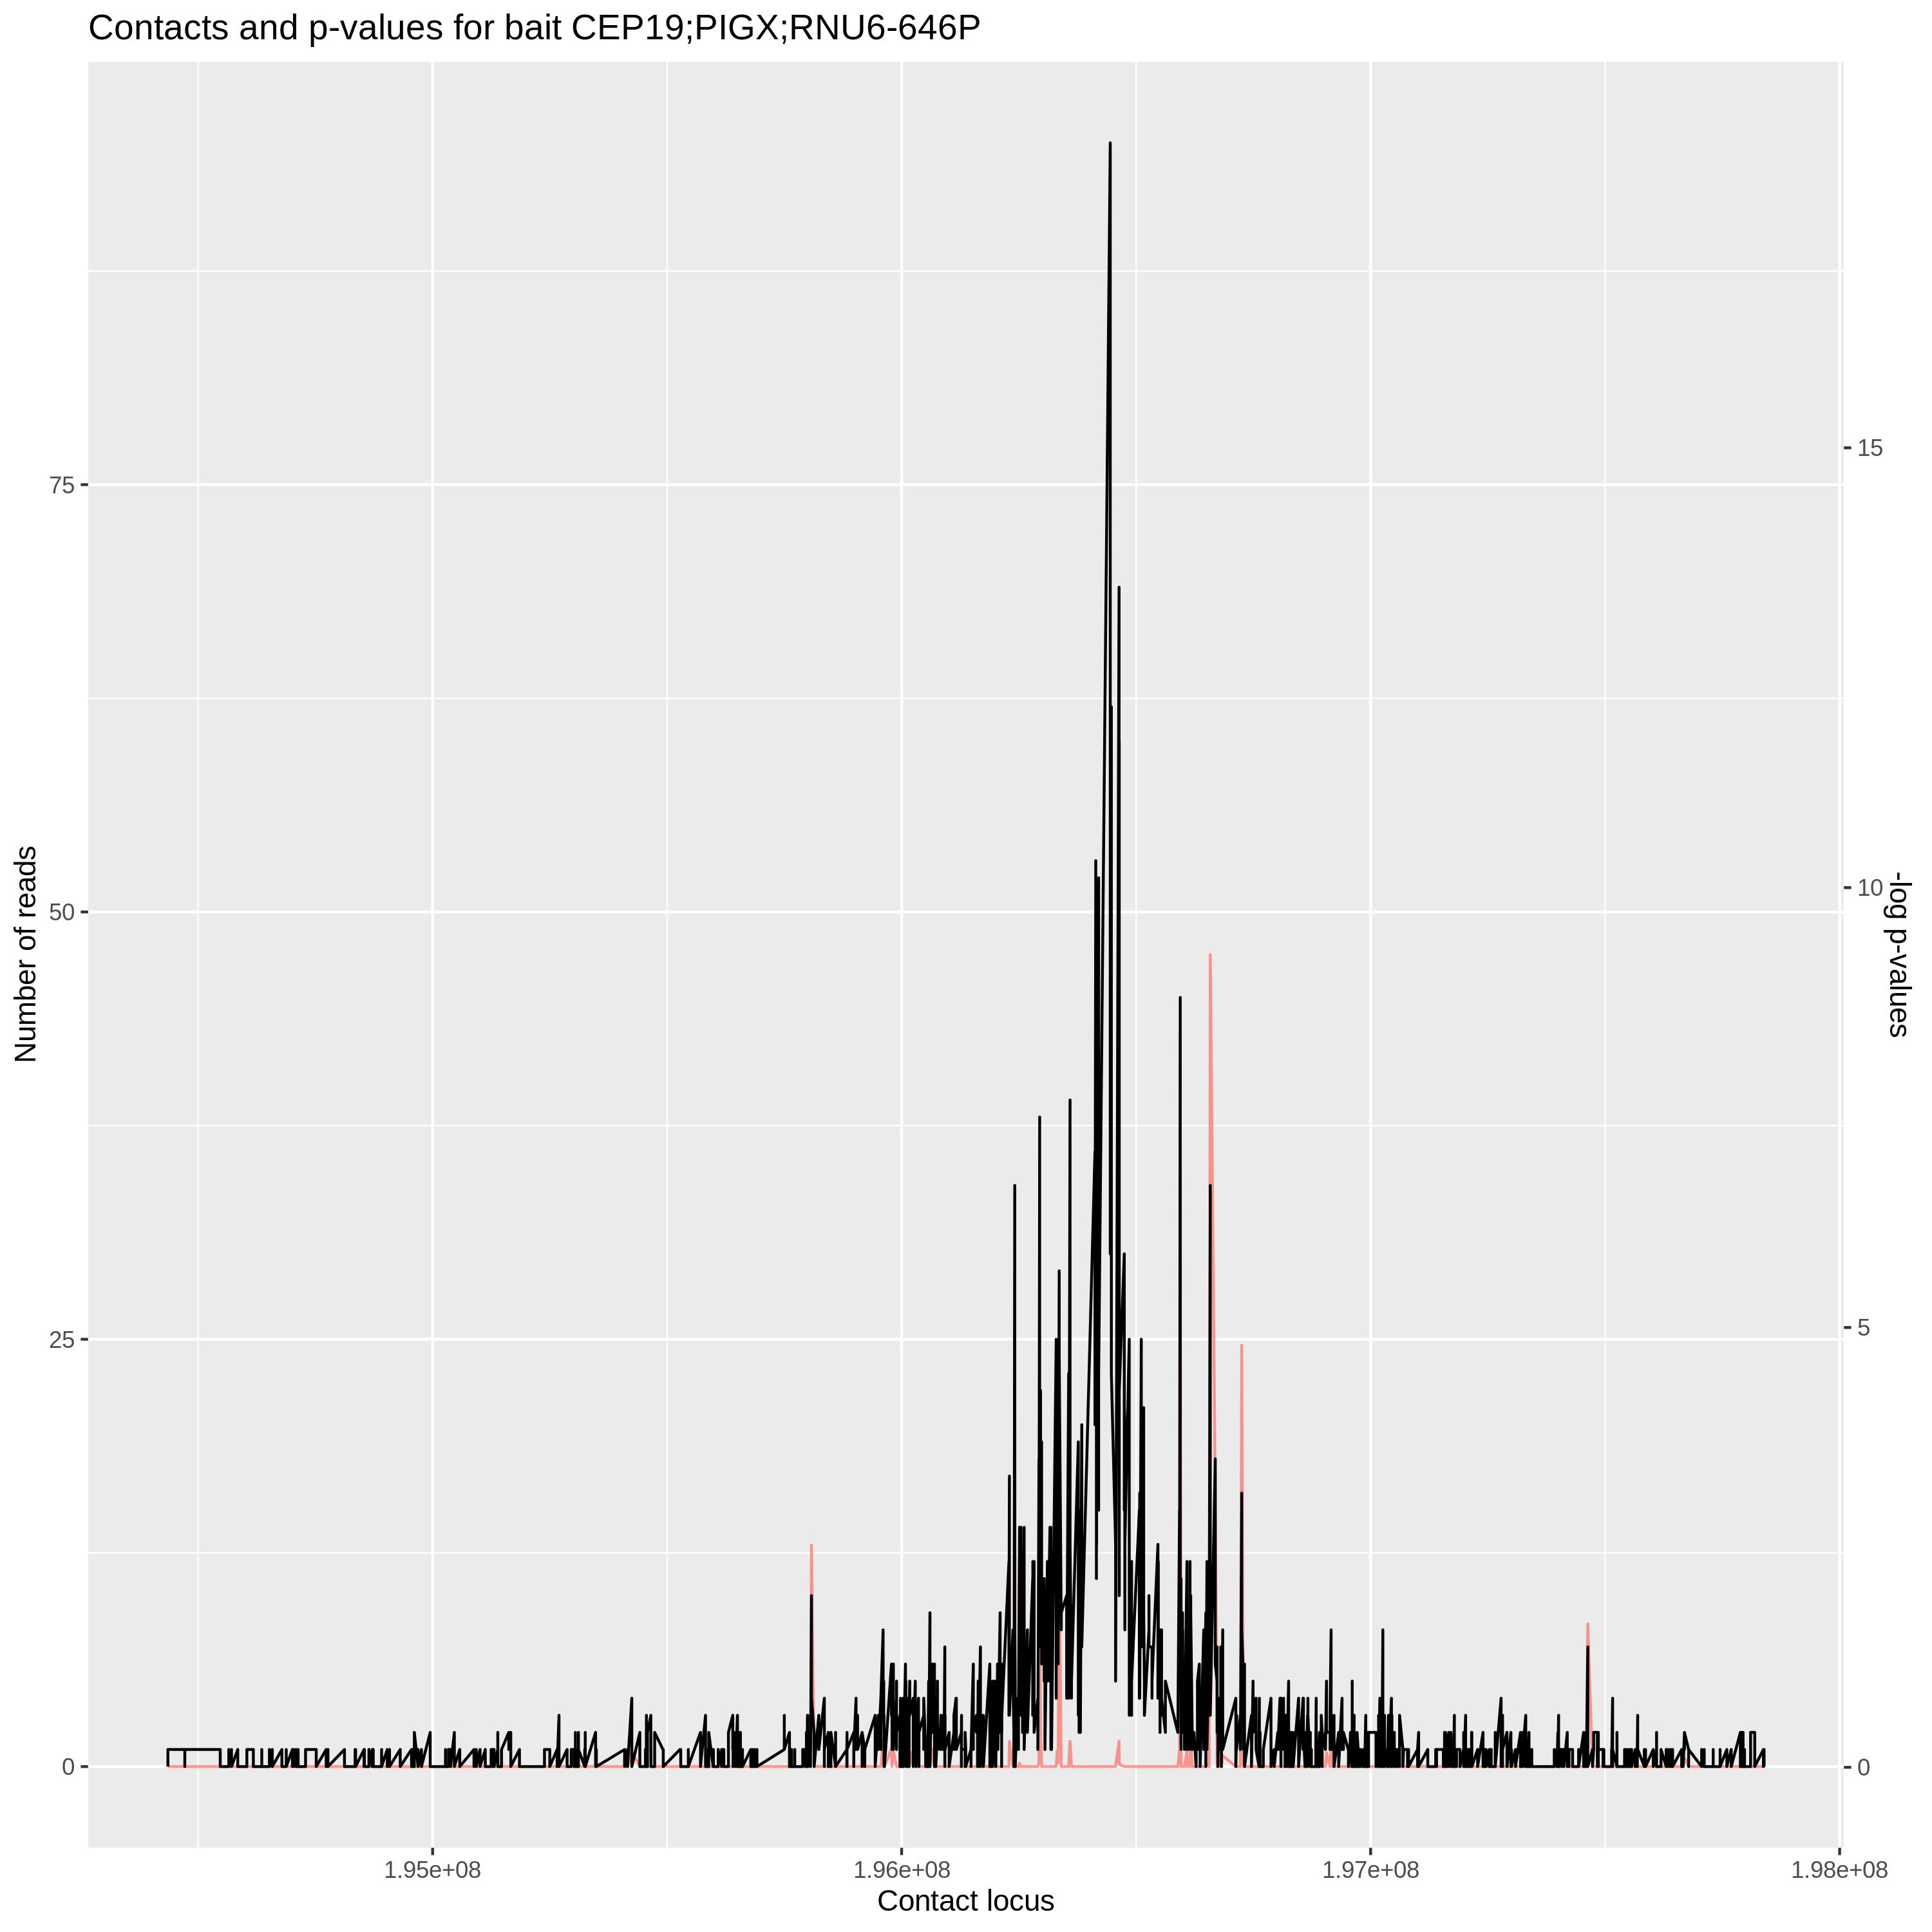 Contacts and p-values for bait CEP19;PIGX;RNU6-646P
75
50
25
0
Number of reads
15
10
5
0
-log p-values
1.95e+08
1.96e+08
1.97e+08
1.98e+08
Contact locus